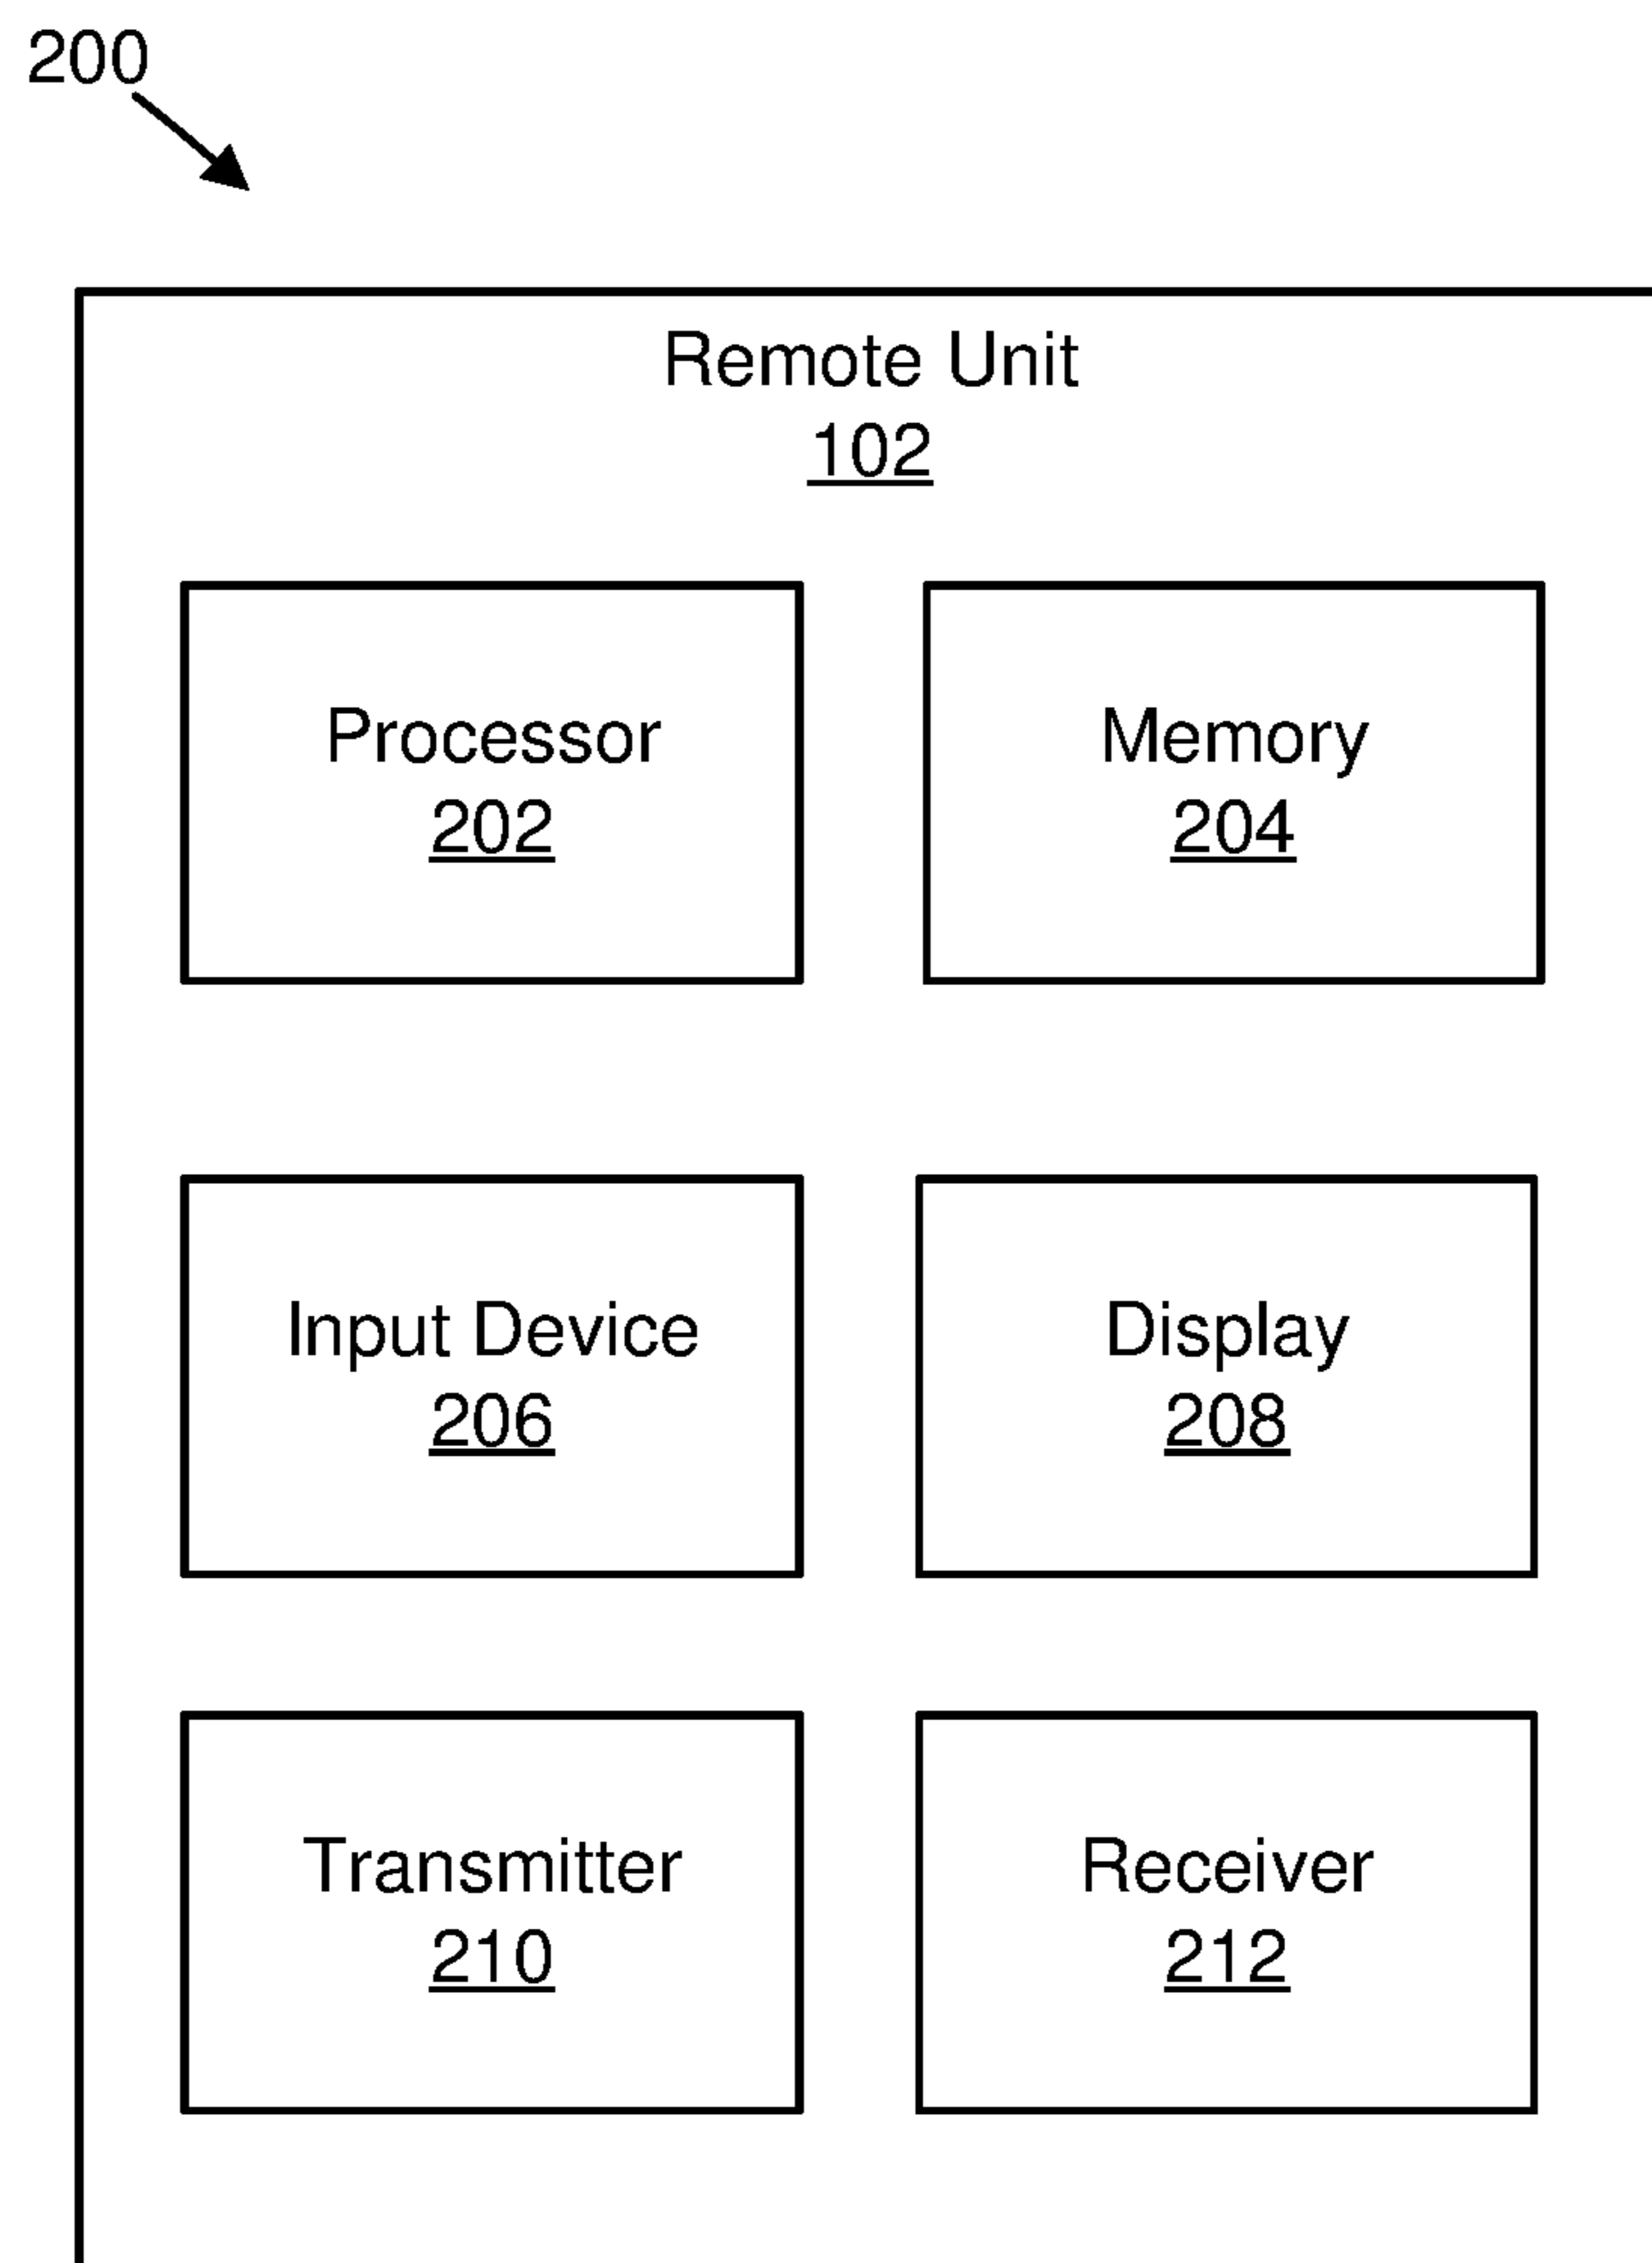 200
Remote Unit
102
Processor
202
Memory
204
Input Device
206
Display
208
Transmitter
210
Receiver
212